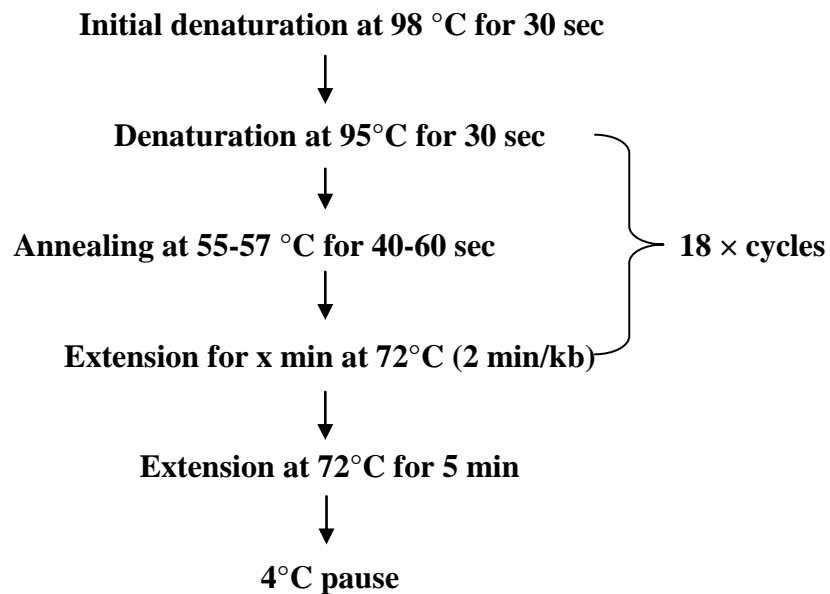 Initial denaturation at 98 °C for 30 sec
Denaturation at 95°C for 30 sec
Annealing at 55-57 °C for 40-60 sec
18 × cycles
Extension for x min at 72°C (2 min/kb)
Extension at 72°C for 5 min
4°C pause